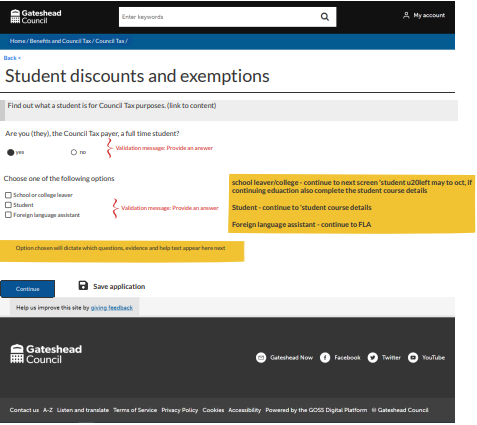 Gateshead
Council
Enter keywords
My account
Home / Benefits and Council Tax / Council Tax /
Back »
Student discounts and exemptions
Find out what a student is for Council Tax purposes. (link to content)
Are you (they), the Council Tax payer, a full time student?
yes
no
Validation message: Provide an answer
Choose one of the following options
School or college leaver
Student
Foreign language assistant
Validation message: Provide an answer
school leaver/college - continue to next screen 'student u20left may to oct, if
continuing eduaction also complete the student course details
Student - continue to 'student course details
Foreign language assistant - continue to FLA
Option chosen will dictate which questions, evidence and help text appear here next
Continue
Save application
Help us improve this site by giving feedback
Gateshead
Council
Gateshead Now
Facebook
Twitter
YouTube
Contact us A-Z Listen and translate Terms of Service Privacy Policy Cookies Accessibility Powered by the GOSS Digital Platform © Gateshead Council